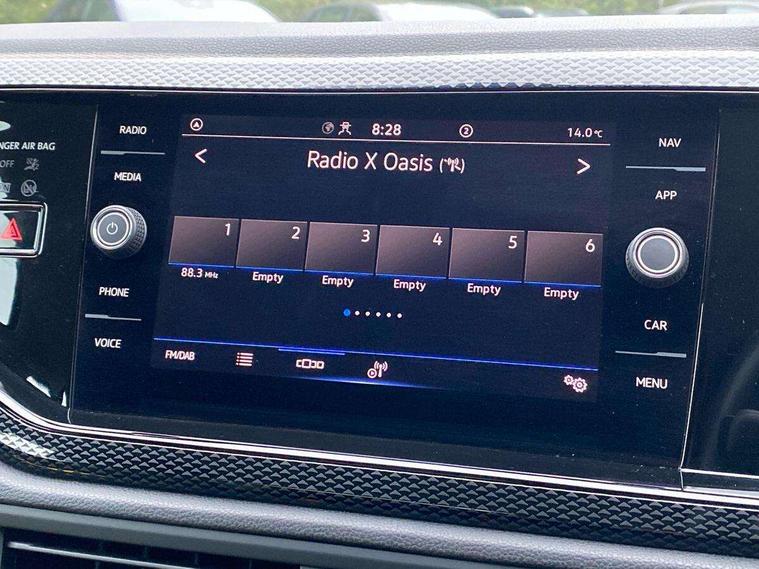 RADIO
MEDIA
PHONE
VOICE
NGER AIR BAG
OFF
8:28
2
14.0 °C
Radio X Oasis
1 2 3 4 5 6
88.3 MHz Empty Empty Empty Empty Empty
FM/DAB
NAV
APP
CAR
MENU